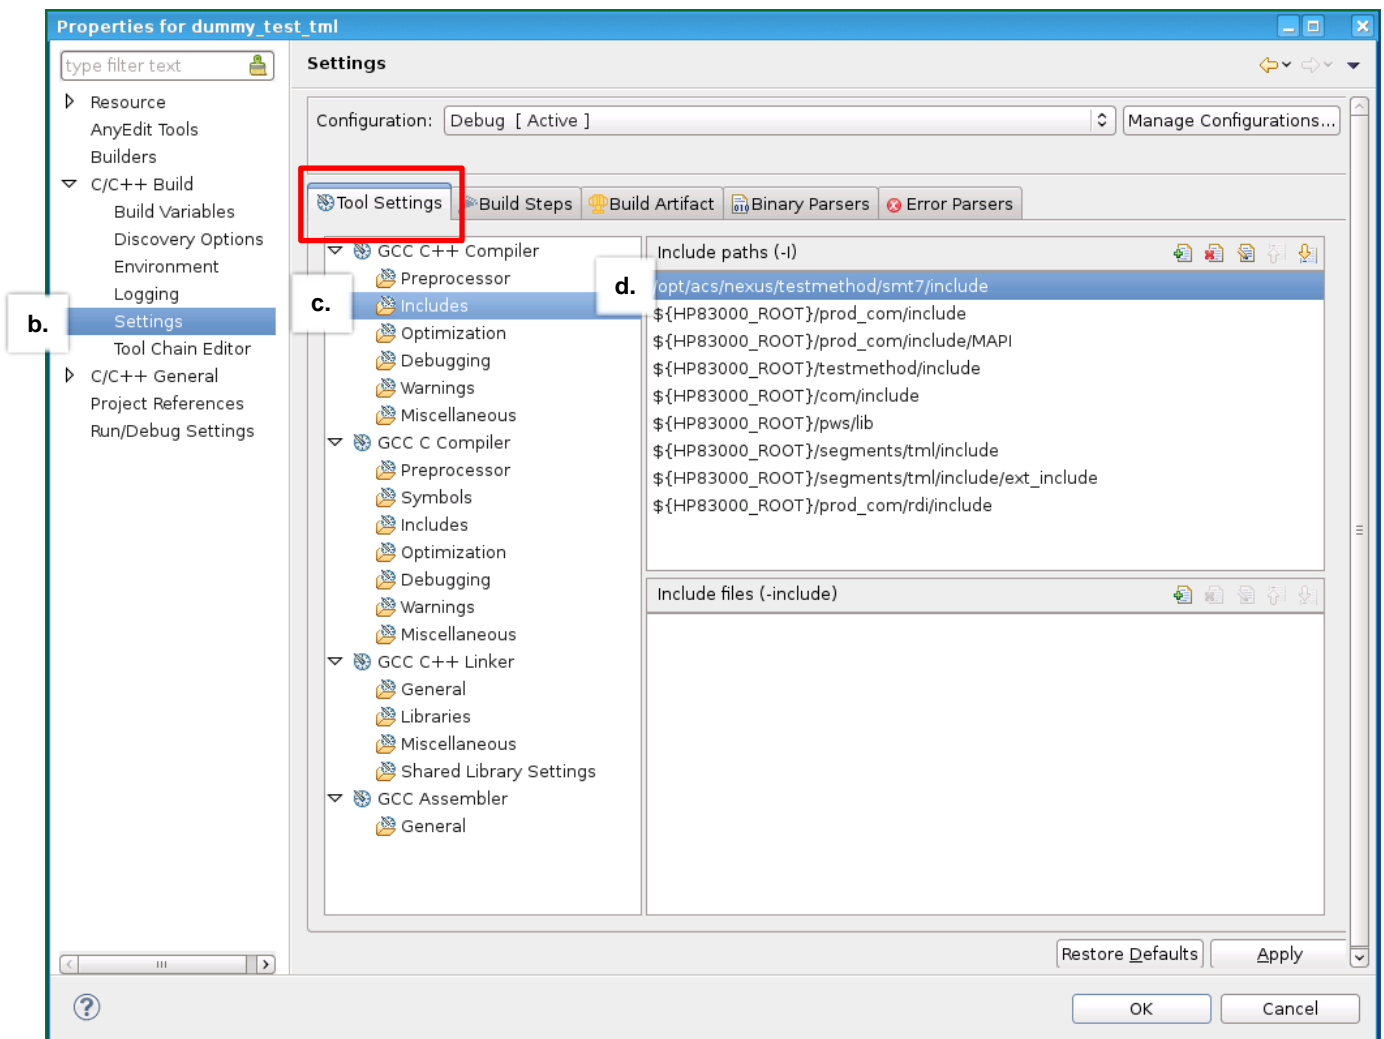 Properties for dummy_test_tml
type filter text
Settings
Resource
AnyEdit Tools
Builders
C/C++ Build
Build Variables
Discovery Options
Environment
Logging
b.
Settings
Tool Chain Editor
C/C++ General
Project References
Run/Debug Settings
Configuration:
Debug [ Active ]
Manage Configurations...
Tool Settings
Build Steps
Build Artifact
Binary Parsers
Error Parsers
GCC C++ Compiler
Preprocessor
c.
Includes
Optimization
Debugging
Warnings
Miscellaneous
GCC C Compiler
Preprocessor
Symbols
Includes
Optimization
Debugging
Warnings
Miscellaneous
GCC C++ Linker
General
Libraries
Miscellaneous
Shared Library Settings
GCC Assembler
General
Include paths (-I)
d.
/opt/acs/nexus/testmethod/smt7/include
${HP83000_ROOT}/prod_com/include
${HP83000_ROOT}/prod_com/include/MAPI
${HP83000_ROOT}/testmethod/include
${HP83000_ROOT}/com/include
${HP83000_ROOT}/pws/lib
${HP83000_ROOT}/segments/tml/include
${HP83000_ROOT}/segments/tml/include/ext_include
${HP83000_ROOT}/prod_com/rdi/include
Include files (-include)
Restore Defaults
Apply
OK
Cancel